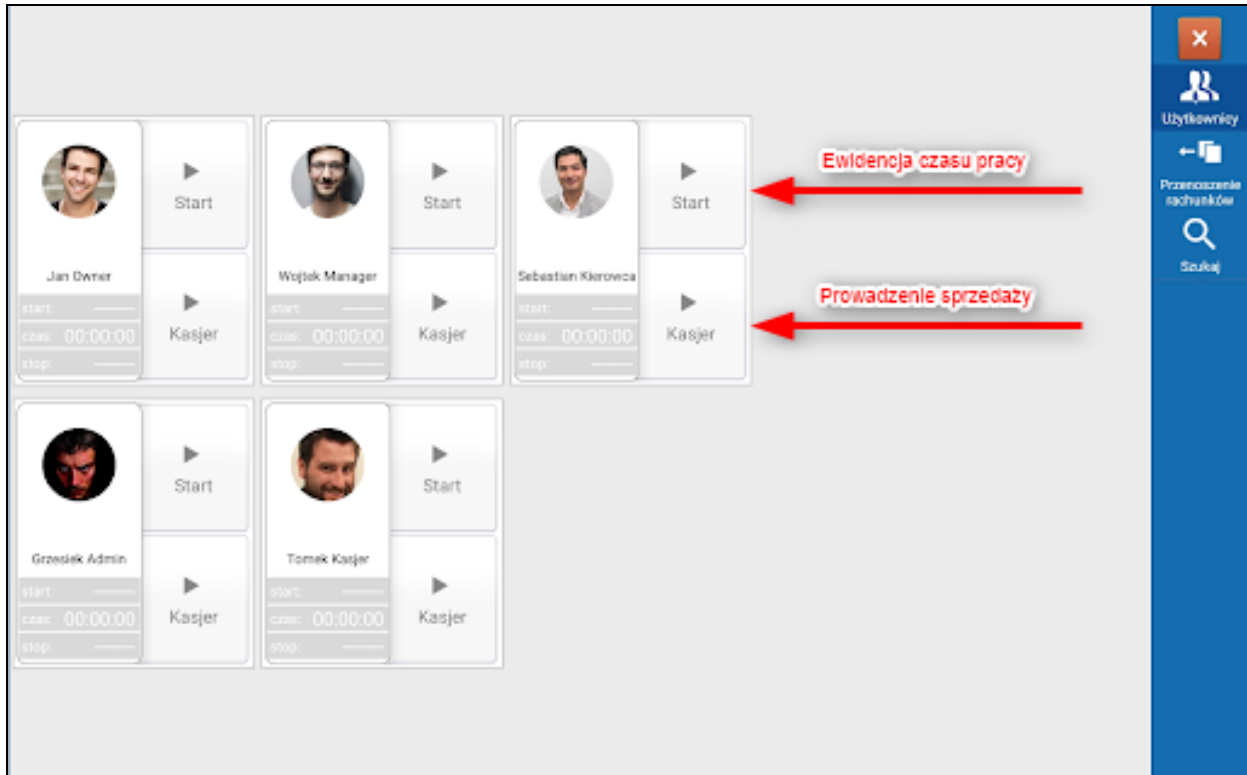 Użytkownicy
Przenoszenie
rachunków
Szukaj
Ewidencja czasu pracy
Prowadzenie sprzedaży
Start
Jan Owner
start:
czas: 00:00:00
stop:
Kasjer
Start
Wojtek Manager
start:
czas: 00:00:00
stop:
Kasjer
Start
Sebastian Kierowca
start:
czas: 00:00:00
stop:
Kasjer
Start
Grzesiek Admin
start:
czas: 00:00:00
stop:
Kasjer
Start
Tomek Kasjer
start:
czas: 00:00:00
stop:
Kasjer